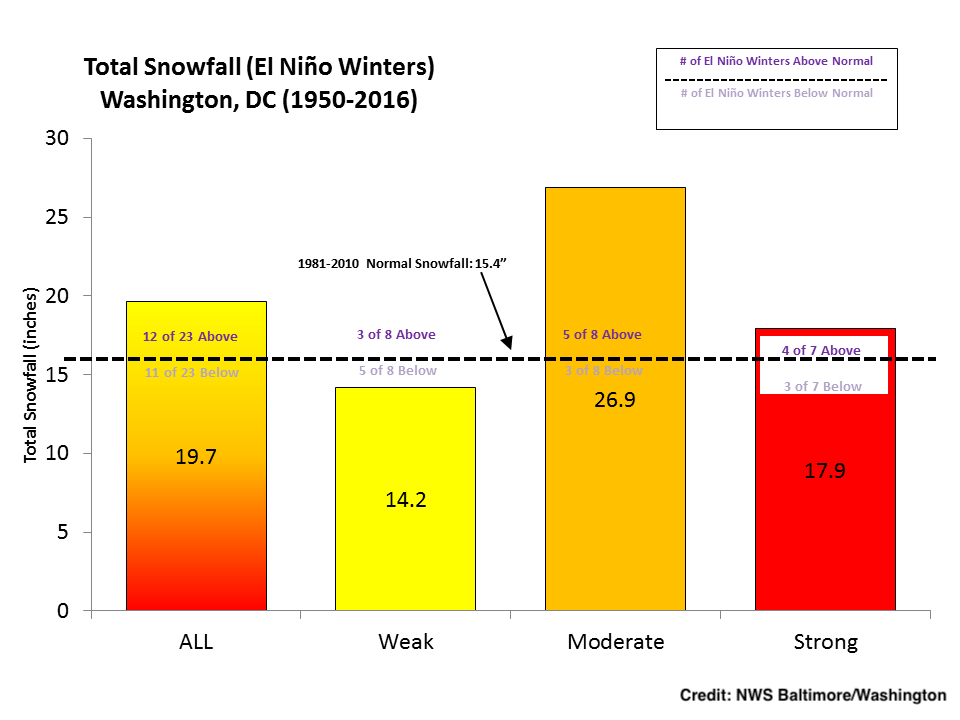 Total Snowfall (El Niño Winters)
Washington, DC (1950-2016)
# of El Niño Winters Above Normal
# of El Niño Winters Below Normal
Total Snowfall (inches)
30
25
20
15
10
5
0
1981-2010 Normal Snowfall: 15.4”
12 of 23 Above
11 of 23 Below
19.7
3 of 8 Above
5 of 8 Below
14.2
5 of 8 Above
3 of 8 Below
26.9
4 of 7 Above
3 of 7 Below
17.9
ALL
Weak
Moderate
Strong
Credit: NWS Baltimore/Washington